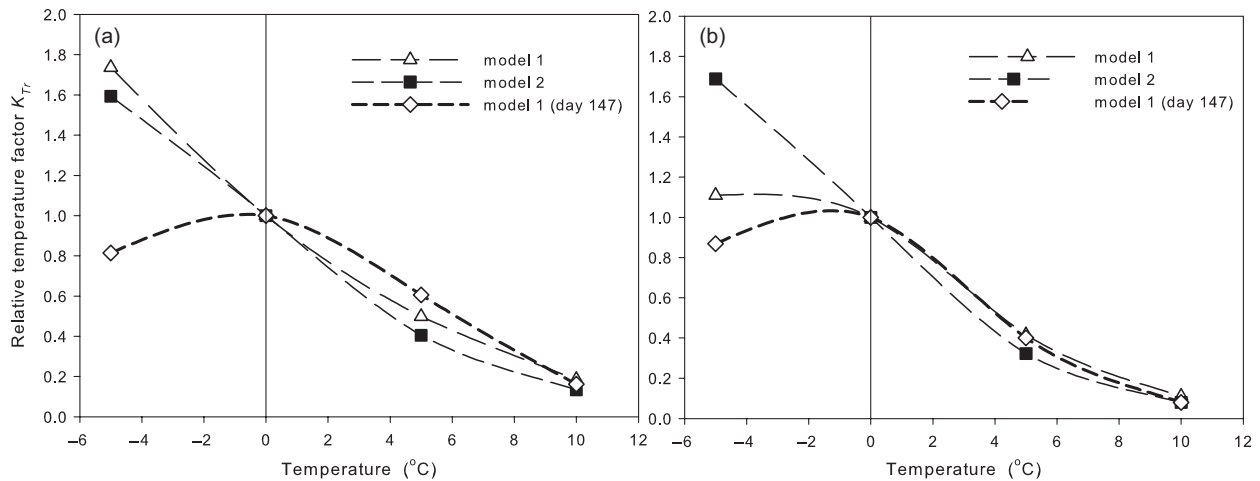 2.0
1.8
1.6
1.4
1.2
1.0
0.8
0.6
0.4
0.2
0.0
Relative temperature factor K_Tr
(a)
model 1
model 2
model 1 (day 147)
–6 –4 –2 0 2 4 6 8 10 12
Temperature (°C)
2.0
1.8
1.6
1.4
1.2
1.0
0.8
0.6
0.4
0.2
0.0
(b)
model 1
model 2
model 1 (day 147)
–6 –4 –2 0 2 4 6 8 10 12
Temperature (°C)